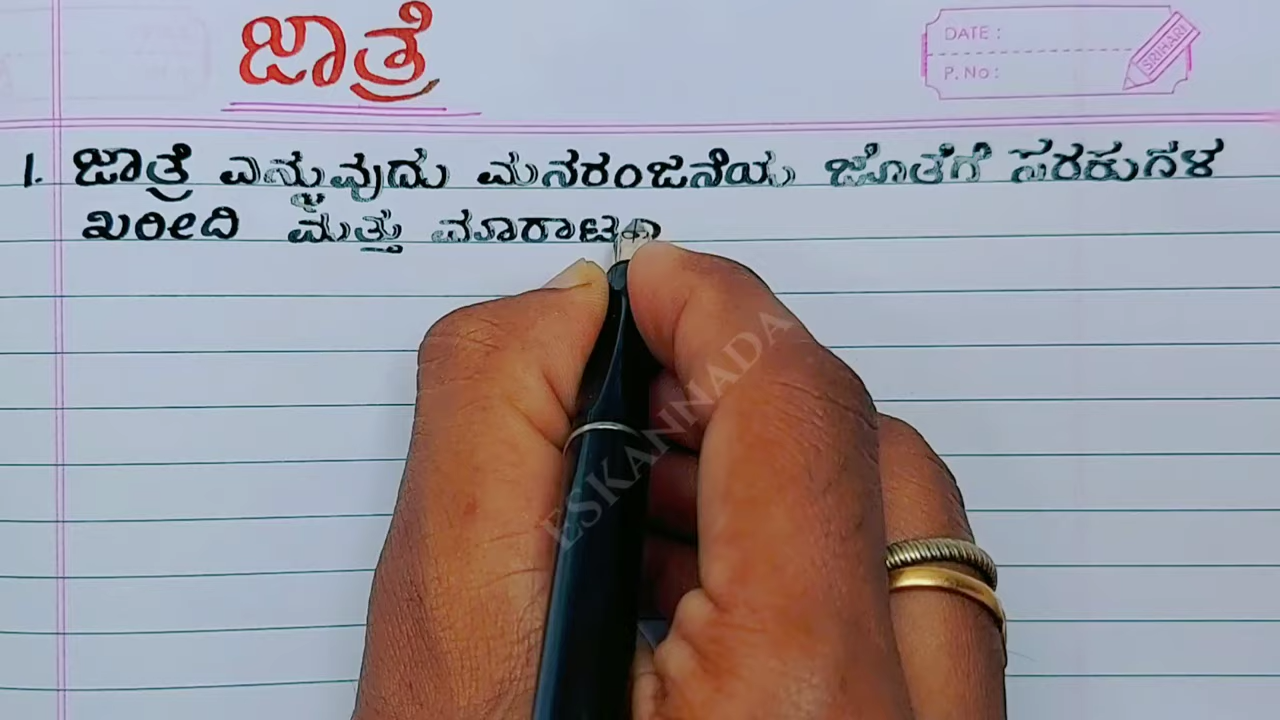 ಜಾತ್ರೆ
DATE :
P. No :
SRIHARI
1. ಜಾತ್ರೆ ಎನ್ನುವುದು ಮನರಂಜನೆಯ ಜೊತೆಗೆ ಸರಕುಗಳ
ಖರೀದಿ ಮತ್ತು
ESKANNADA